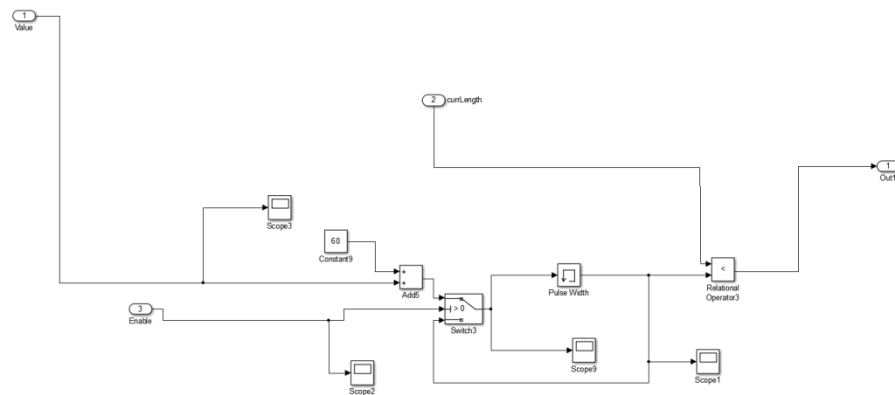 1
Value
2
currLength
1
Out1
Scope3
60
Constant9
+
+
Add5
<
Relational
Operator3
Pulse Width
3
Enable
> 0
Switch3
Scope9
Scope1
Scope2